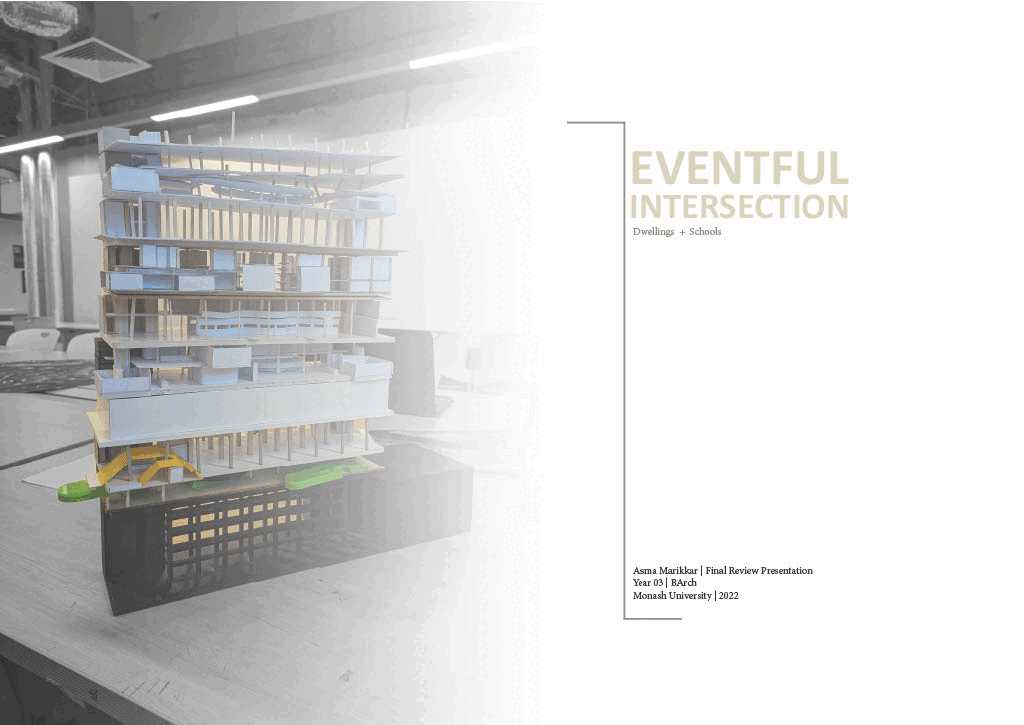 EVENTFUL
INTERSECTION
Dwellings + Schools
Asma Marikkar | Final Review Presentation
Year 03 | BArch
Monash University | 2022